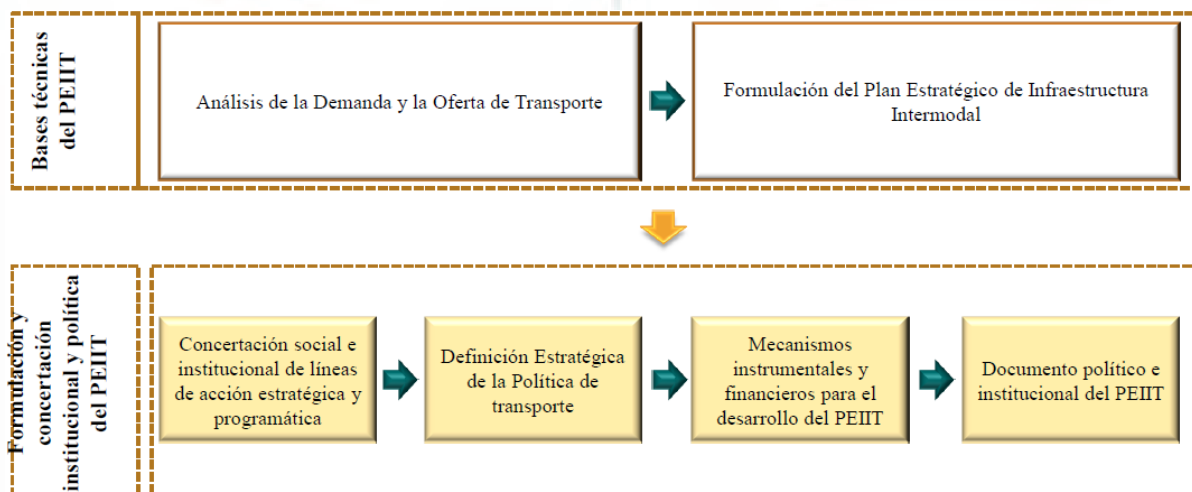 Bases técnicas
del PEIIT
Análisis de la Demanda y la Oferta de Transporte
Formulación del Plan Estratégico de Infraestructura
Intermodal
Formulación y
concertación
institucional y política
del PEIIT
Concertación social e
institucional de líneas
de acción estratégica y
programática
Definición Estratégica
de la Política de
transporte
Mecanismos
instrumentales y
financieros para el
desarrollo del PEIIT
Documento político e
institucional del PEIIT